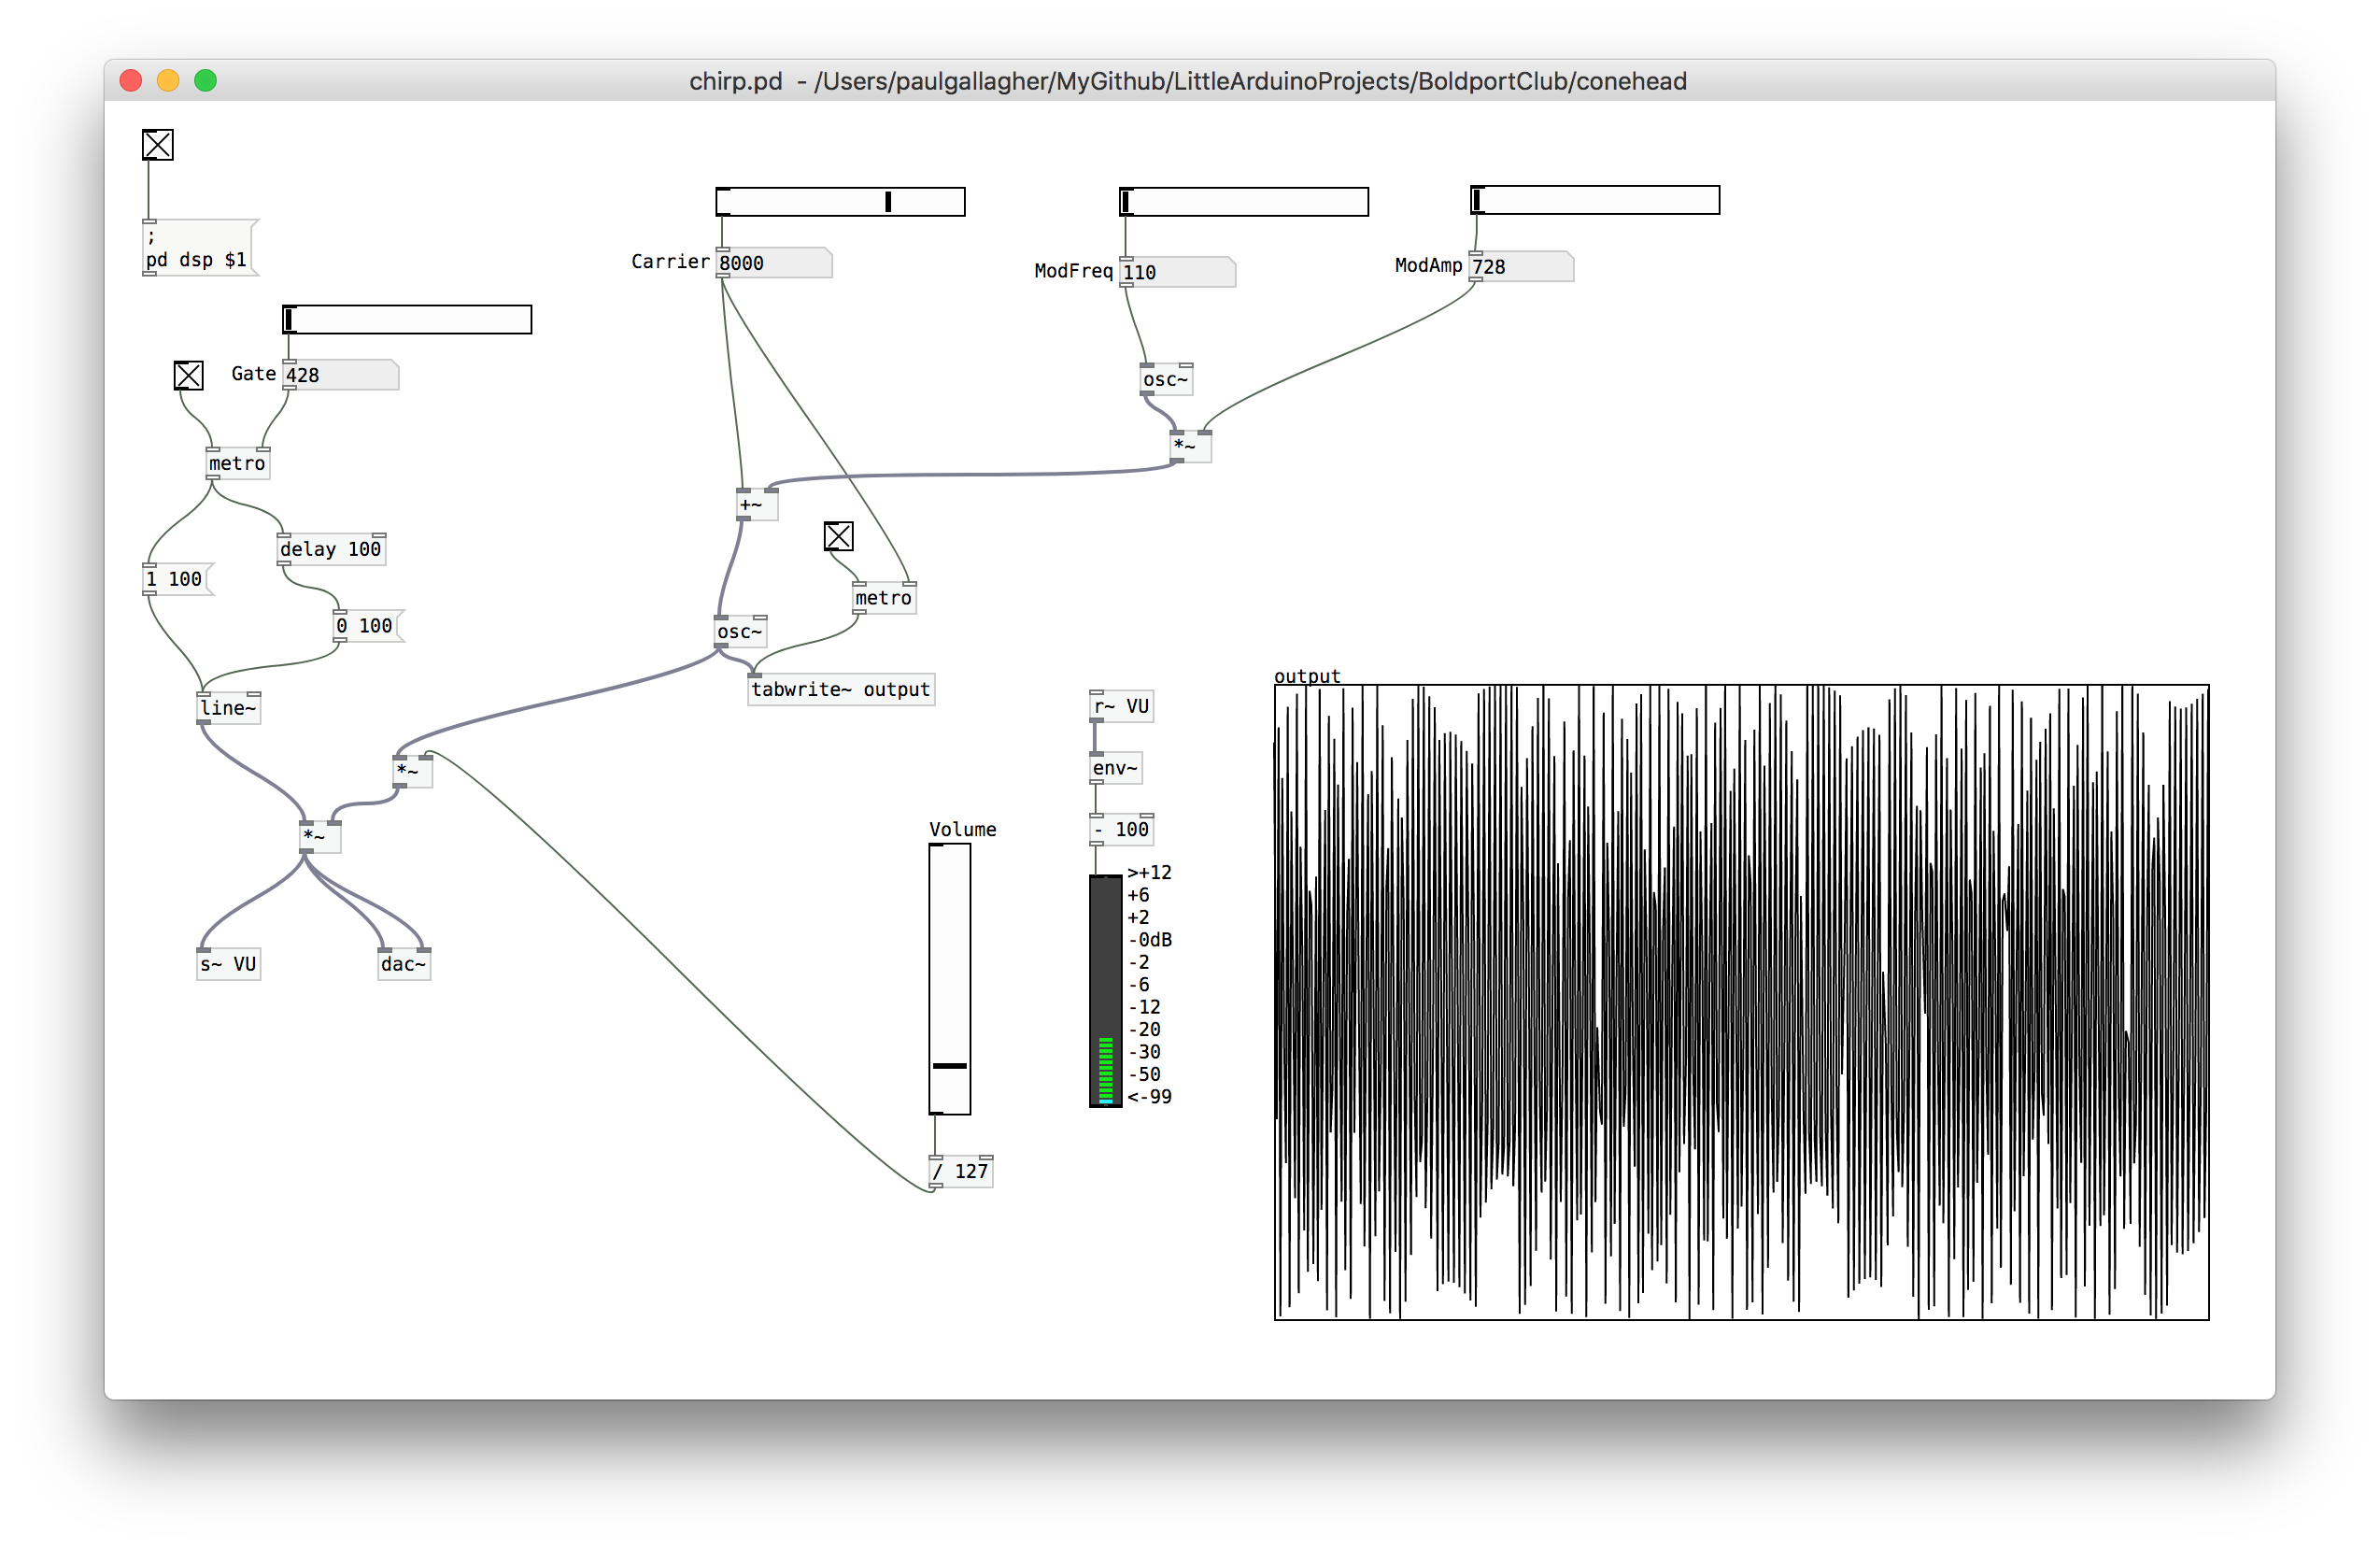 chirp.pd  - /Users/paulgallagher/MyGithub/LittleArduinoProjects/BoldportClub/conehead
;
pd dsp $1
Carrier 8000
ModFreq 110
ModAmp 728
Gate 428
osc~
*~
metro
+~
delay 100
1 100
metro
0 100
osc~
tabwrite~ output
line~
output
r~ VU
*~
env~
*~
- 100
Volume
>+12
+6
+2
-0dB
-2
-6
-12
-20
-30
-50
<-99
s~ VU
dac~
/ 127